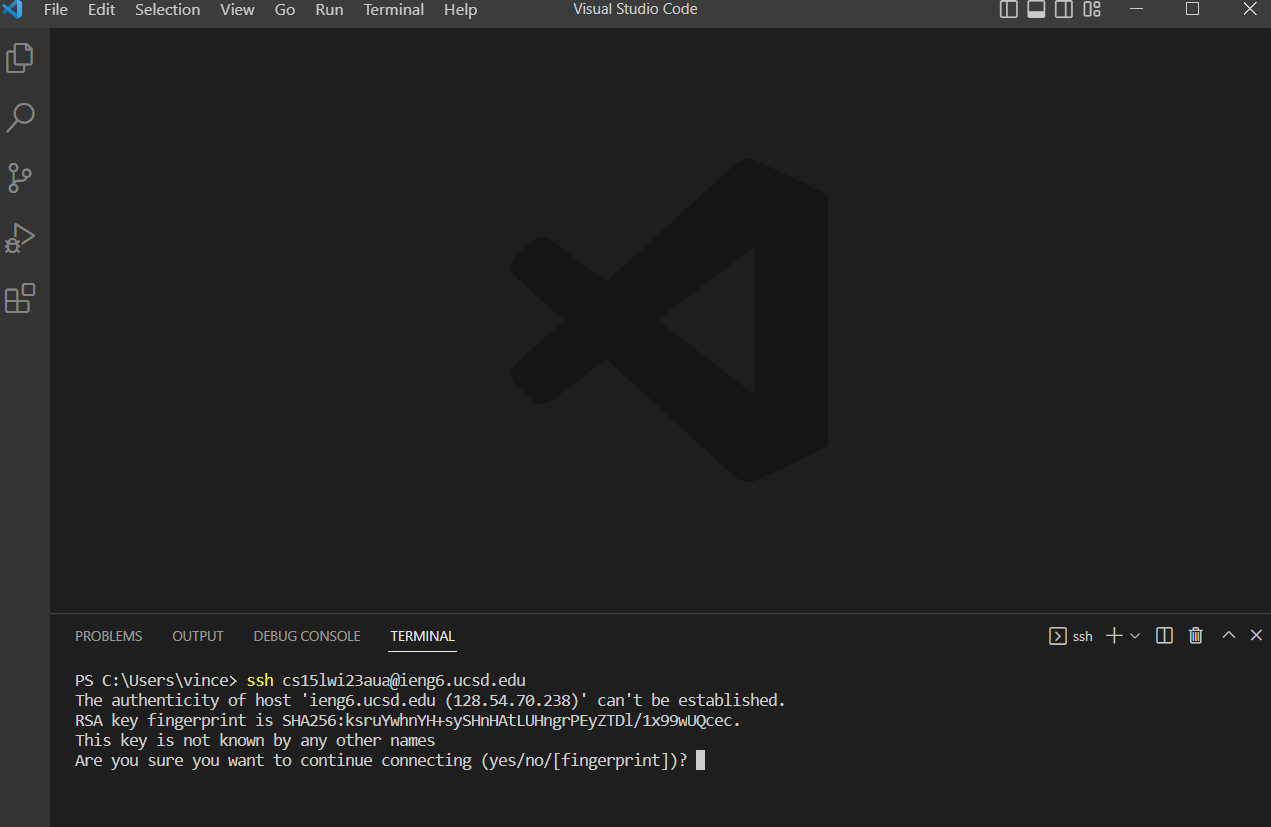 File Edit Selection View Go Run Terminal Help Visual Studio Code
PROBLEMS OUTPUT DEBUG CONSOLE TERMINAL ssh
PS C:\Users\vince> ssh cs15lwi23aua@ieng6.ucsd.edu
The authenticity of host 'ieng6.ucsd.edu (128.54.70.238)' can't be established.
RSA key fingerprint is SHA256:ksruYwhnYH+sySHnHAtLUHngrPEyZTDl/1x99wUQcec.
This key is not known by any other names
Are you sure you want to continue connecting (yes/no/[fingerprint])?